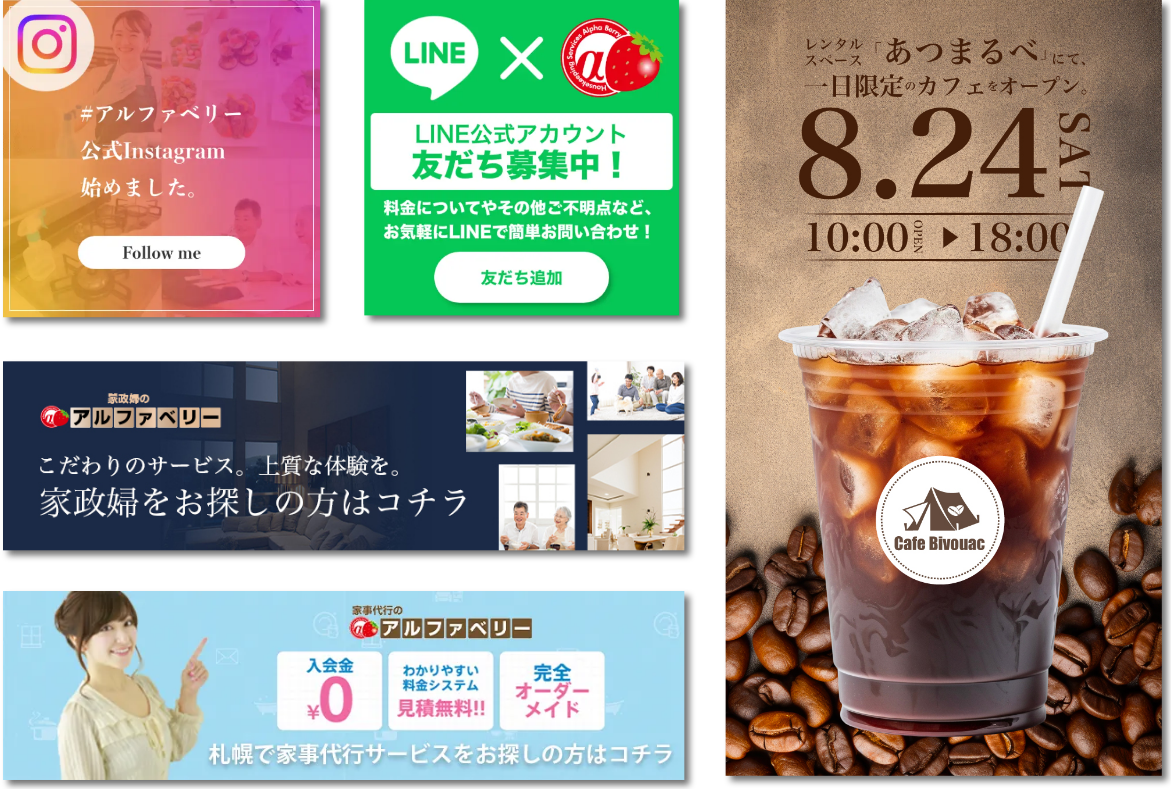 #アルファベリー
公式Instagram
始めました。
Follow me
LINE
Housekeeping Services Alpha Berry
α
LINE公式アカウント
友だち募集中！
料金についてやその他ご不明点など、
お気軽にLINEで簡単お問い合わせ！
友だち追加
家政婦の
α
アルファベリー
こだわりのサービス。上質な体験を。
家政婦をお探しの方はコチラ
家事代行の
α
アルファベリー
入会金
¥0
わかりやすい
料金システム
見積無料!!
完全
オーダー
メイド
札幌で家事代行サービスをお探しの方はコチラ
レンタル
スペース
「あつまるべ」にて、
一日限定のカフェをオープン。
8.24
SAT
10:00 OPEN ▶ 18:00
Cafe Bivouac